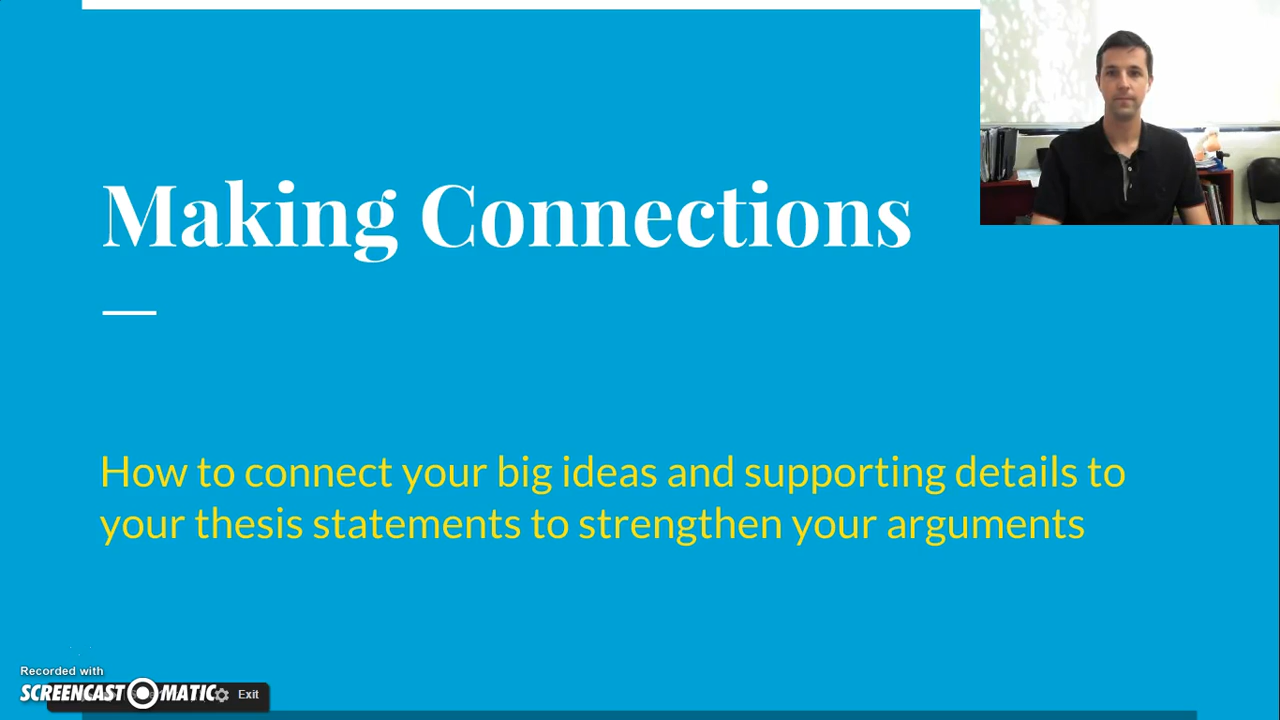 Making Connections
How to connect your big ideas and supporting details to
your thesis statements to strengthen your arguments
Recorded with
SCREENCAST MATIC
Exit